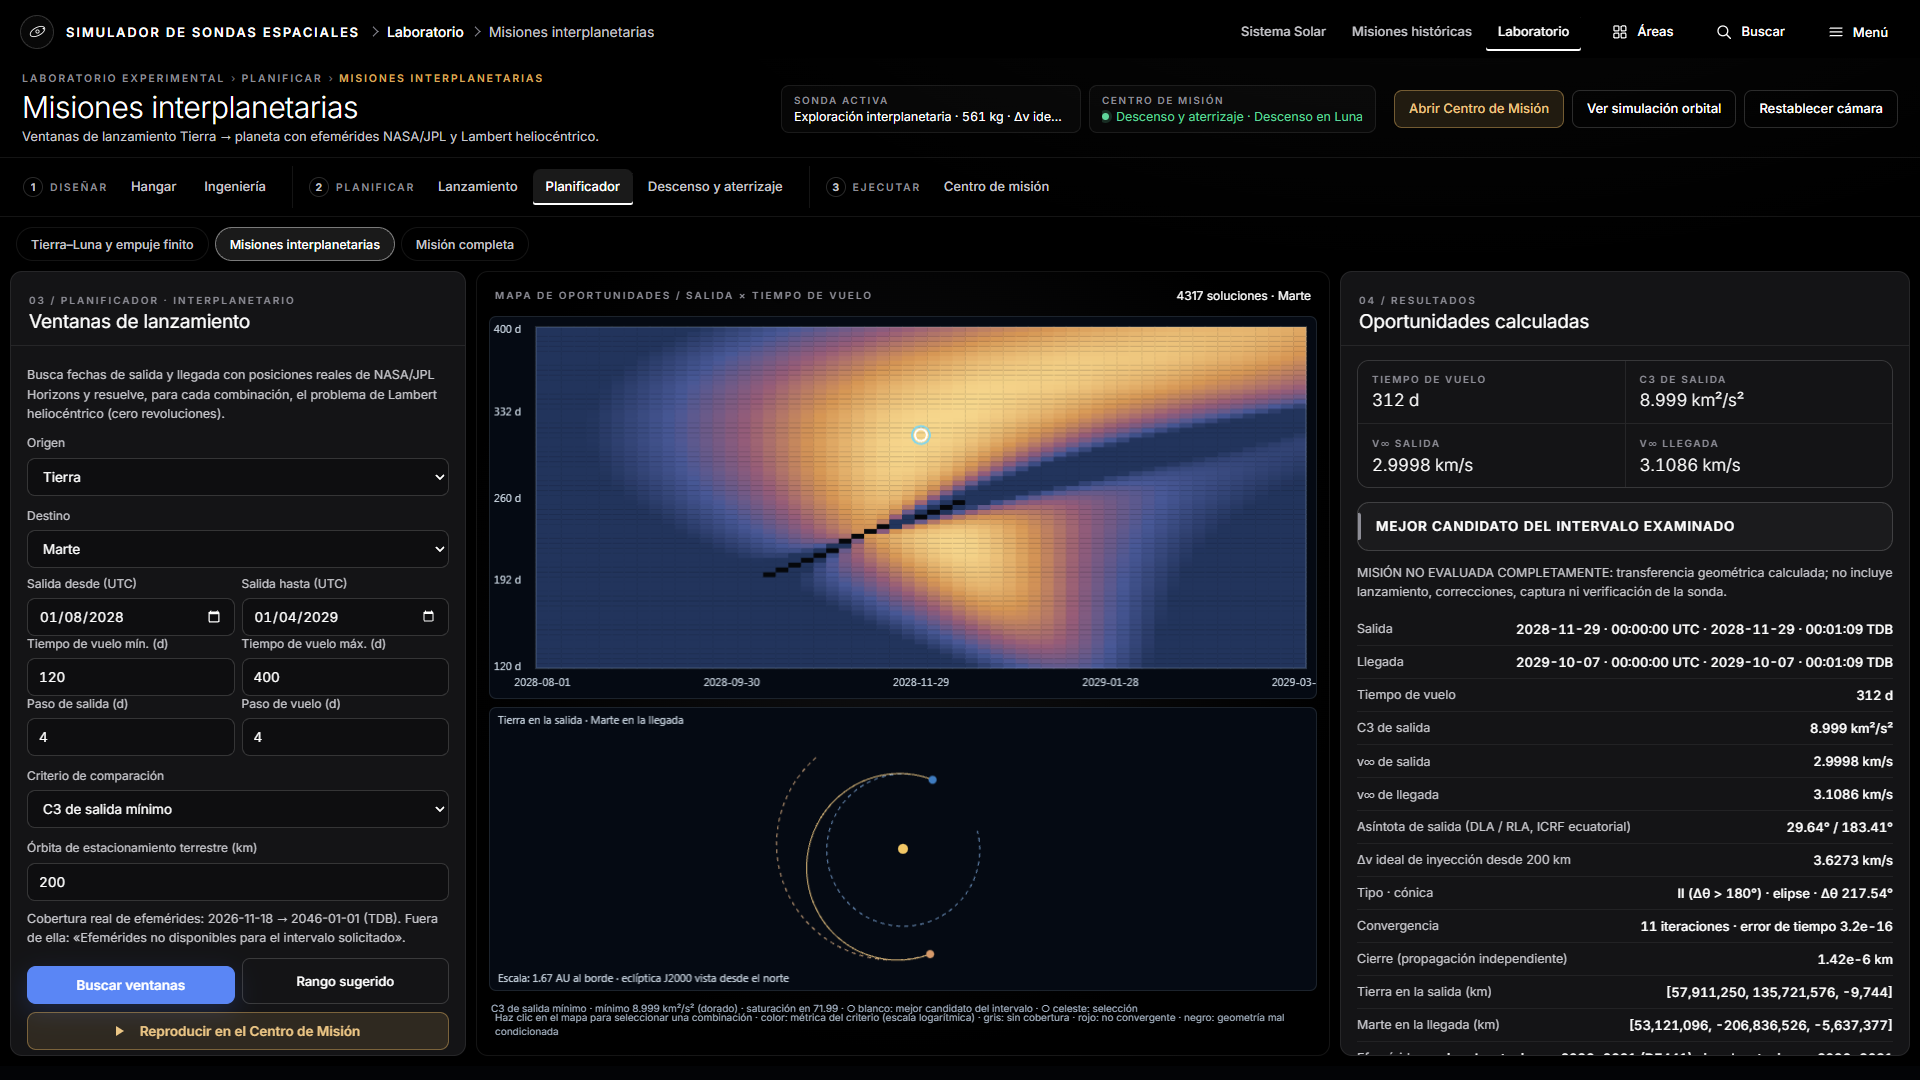 SIMULADOR DE SONDAS ESPACIALES > Laboratorio > Misiones interplanetarias
Sistema Solar
Misiones históricas
Laboratorio
Áreas
Buscar
Menú
LABORATORIO EXPERIMENTAL › PLANIFICAR › MISIONES INTERPLANETARIAS
Misiones interplanetarias
Ventanas de lanzamiento Tierra → planeta con efemérides NASA/JPL y Lambert heliocéntrico.
SONDA ACTIVA
Exploración interplanetaria · 561 kg · Δv ide...
CENTRO DE MISIÓN
Descenso y aterrizaje · Descenso en Luna
Abrir Centro de Misión
Ver simulación orbital
Restablecer cámara
1 DISEÑAR
Hangar
Ingeniería
2 PLANIFICAR
Lanzamiento
Planificador
Descenso y aterrizaje
3 EJECUTAR
Centro de misión
Tierra–Luna y empuje finito
Misiones interplanetarias
Misión completa
03 / PLANIFICADOR · INTERPLANETARIO
Ventanas de lanzamiento
Busca fechas de salida y llegada con posiciones reales de NASA/JPL
Horizons y resuelve, para cada combinación, el problema de Lambert
heliocéntrico (cero revoluciones).
Origen
Tierra
Destino
Marte
Salida desde (UTC)
Salida hasta (UTC)
01/08/2028
01/04/2029
Tiempo de vuelo mín. (d)
Tiempo de vuelo máx. (d)
120
400
Paso de salida (d)
Paso de vuelo (d)
4
4
Criterio de comparación
C3 de salida mínimo
Órbita de estacionamiento terrestre (km)
200
Cobertura real de efemérides: 2026-11-18 → 2046-01-01 (TDB). Fuera
de ella: «Efemérides no disponibles para el intervalo solicitado».
Buscar ventanas
Rango sugerido
Reproducir en el Centro de Misión
MAPA DE OPORTUNIDADES / SALIDA × TIEMPO DE VUELO
4317 soluciones · Marte
400 d
332 d
260 d
192 d
120 d
2028-08-01
2028-09-30
2028-11-29
2029-01-28
2029-03-
Tierra en la salida · Marte en la llegada
Escala: 1.67 AU al borde · eclíptica J2000 vista desde el norte
C3 de salida mínimo · mínimo 8.999 km²/s² (dorado) · saturación en 71.99 · O blanco: mejor candidato del intervalo · O celeste: selección
Haz clic en el mapa para seleccionar una combinación · color: métrica del criterio (escala logarítmica) · gris: sin cobertura · rojo: no convergente · negro: geometría mal
condicionada
04 / RESULTADOS
Oportunidades calculadas
TIEMPO DE VUELO
312 d
C3 DE SALIDA
8.999 km²/s²
V∞ SALIDA
2.9998 km/s
V∞ LLEGADA
3.1086 km/s
MEJOR CANDIDATO DEL INTERVALO EXAMINADO
MISIÓN NO EVALUADA COMPLETAMENTE: transferencia geométrica calculada; no incluye
lanzamiento, correcciones, captura ni verificación de la sonda.
Salida 2028-11-29 · 00:00:00 UTC · 2028-11-29 · 00:01:09 TDB
Llegada 2029-10-07 · 00:00:00 UTC · 2029-10-07 · 00:01:09 TDB
Tiempo de vuelo 312 d
C3 de salida 8.999 km²/s²
v∞ de salida 2.9998 km/s
v∞ de llegada 3.1086 km/s
Asíntota de salida (DLA / RLA, ICRF ecuatorial) 29.64° / 183.41°
Δv ideal de inyección desde 200 km 3.6273 km/s
Tipo · cónica II (Δθ > 180°) · elipse · Δθ 217.54°
Convergencia 11 iteraciones · error de tiempo 3.2e-16
Cierre (propagación independiente) 1.42e-6 km
Tierra en la salida (km) [57,911,250, 135,721,576, -9,744]
Marte en la llegada (km) [53,121,096, -206,836,526, -5,637,377]